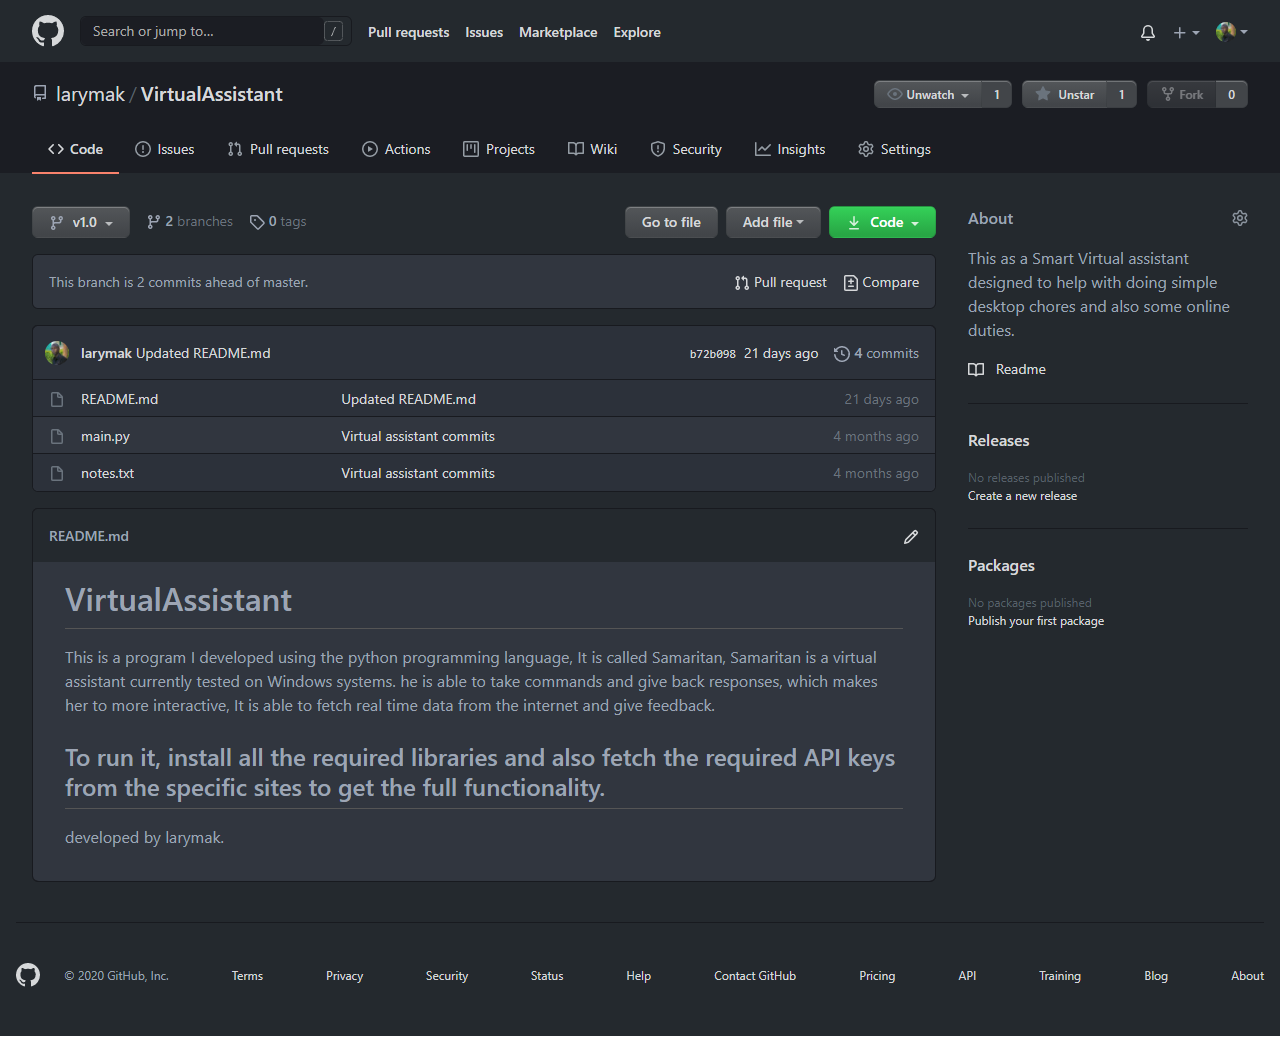 Search or jump to... /
Pull requests Issues Marketplace Explore
larymak / VirtualAssistant
Unwatch 1 Unstar 1 Fork 0
Code Issues Pull requests Actions Projects Wiki Security Insights Settings
v1.0 2 branches 0 tags Go to file Add file Code
This branch is 2 commits ahead of master. Pull request Compare
larymak Updated README.md b72b098 21 days ago 4 commits
README.md Updated README.md 21 days ago
main.py Virtual assistant commits 4 months ago
notes.txt Virtual assistant commits 4 months ago
README.md
VirtualAssistant
This is a program I developed using the python programming language, It is called Samaritan, Samaritan is a virtual
assistant currently tested on Windows systems. he is able to take commands and give back responses, which makes
her to more interactive, It is able to fetch real time data from the internet and give feedback.
To run it, install all the required libraries and also fetch the required API keys
from the specific sites to get the full functionality.
developed by larymak.
About
This as a Smart Virtual assistant
designed to help with doing simple
desktop chores and also some online
duties.
Readme
Releases
No releases published
Create a new release
Packages
No packages published
Publish your first package
© 2020 GitHub, Inc. Terms Privacy Security Status Help Contact GitHub Pricing API Training Blog About